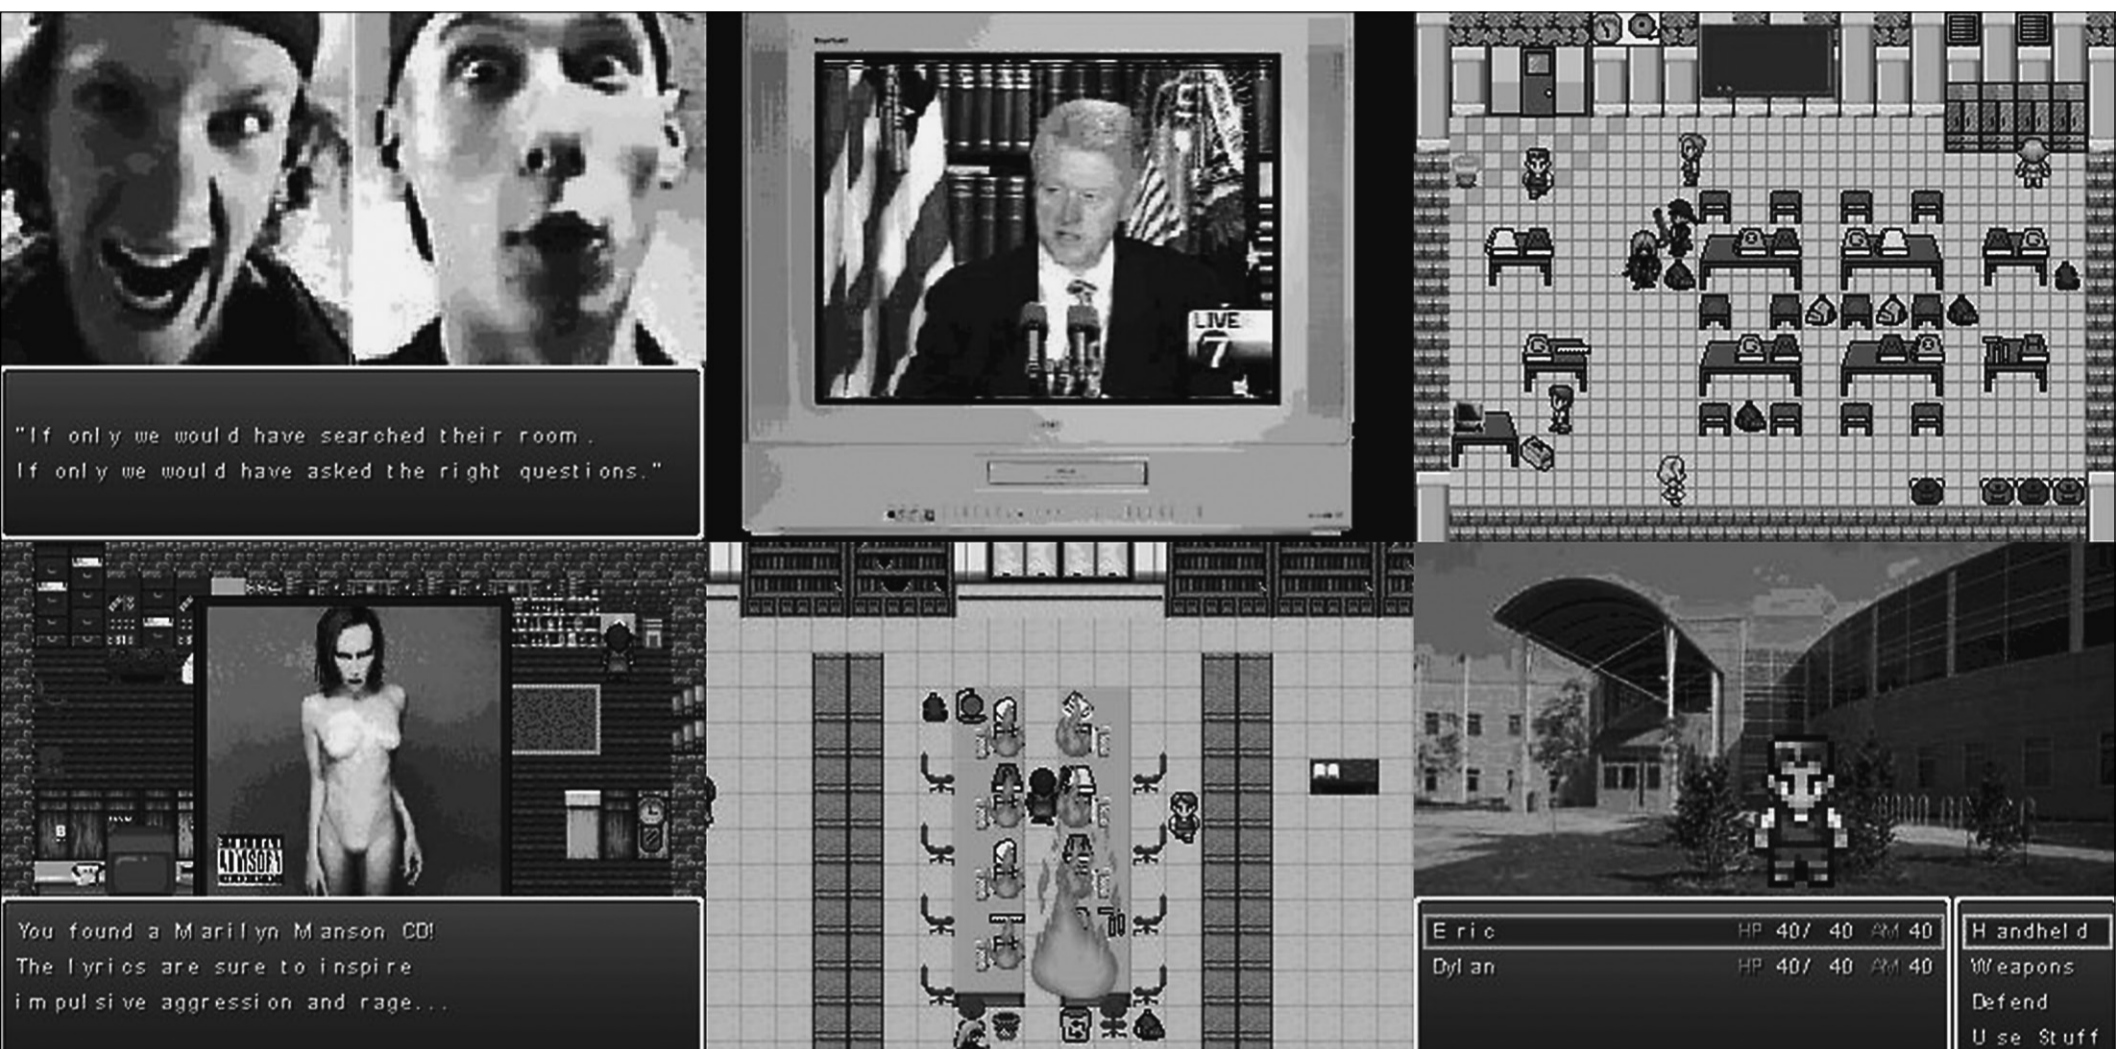 "If only we would have searched their room.
If only we would have asked the right questions."
LIVE
7
G
G
G
ADVISORY
B
You found a Marilyn Manson CD!
The lyrics are sure to inspire
impulsive aggression and rage...
Eric HP 40/ 40 AM 40
Dylan HP 40/ 40 AM 40
Handheld
Weapons
Defend
Use Stuff